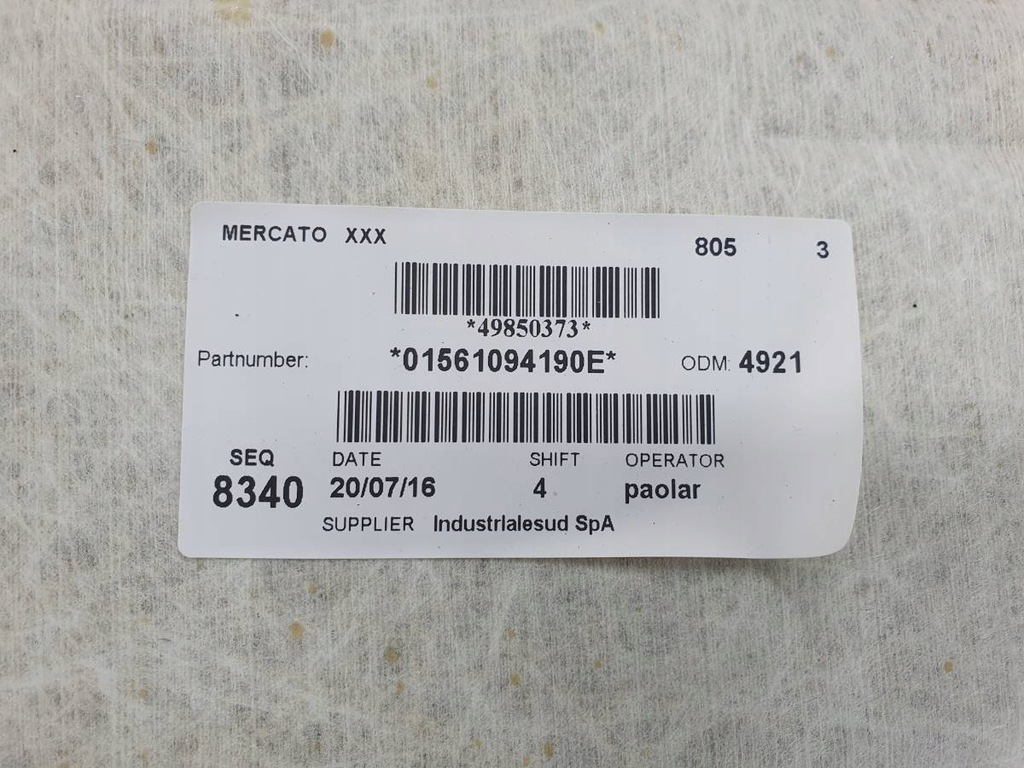 MERCATO XXX 805 3
*49850373*
Partnumber: *01561094190E* ODM: 4921
SEQ DATE SHIFT OPERATOR
8340 20/07/16 4 paolar
SUPPLIER Industrialesud SpA